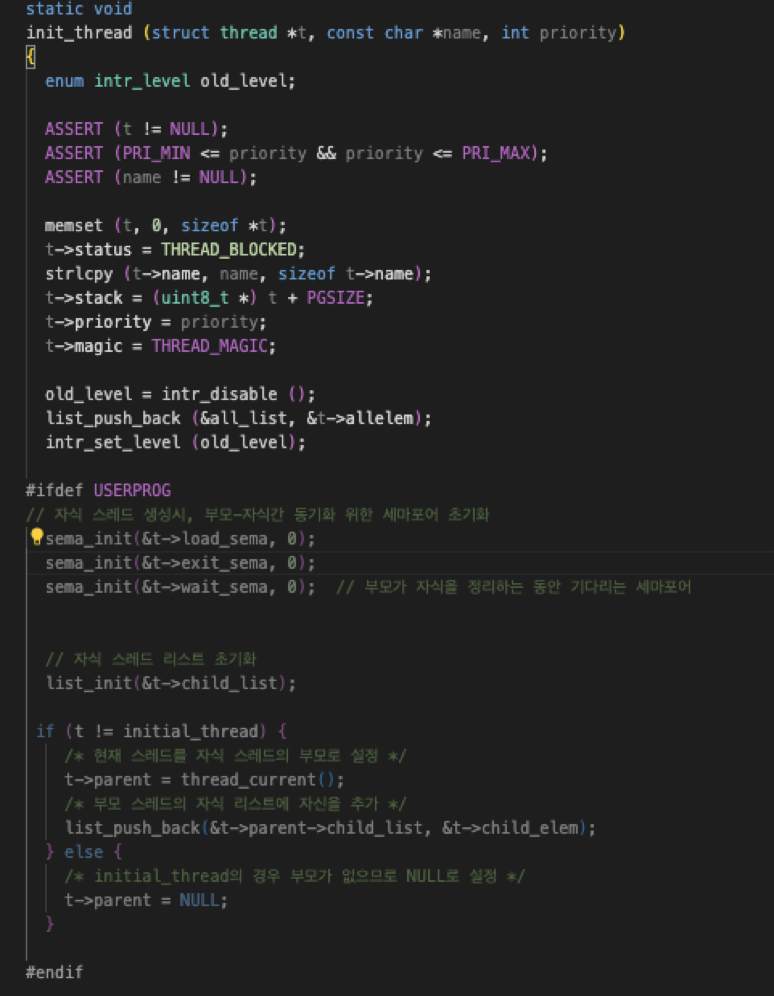 static void
init_thread (struct thread *t, const char *name, int priority)
{
  enum intr_level old_level;

  ASSERT (t != NULL);
  ASSERT (PRI_MIN <= priority && priority <= PRI_MAX);
  ASSERT (name != NULL);

  memset (t, 0, sizeof *t);
  t->status = THREAD_BLOCKED;
  strlcpy (t->name, name, sizeof t->name);
  t->stack = (uint8_t *) t + PGSIZE;
  t->priority = priority;
  t->magic = THREAD_MAGIC;

  old_level = intr_disable ();
  list_push_back (&all_list, &t->allelem);
  intr_set_level (old_level);

#ifdef USERPROG
// 자식 스레드 생성시, 부모-자식간 동기화 위한 세마포어 초기화
  sema_init(&t->load_sema, 0);
  sema_init(&t->exit_sema, 0);
  sema_init(&t->wait_sema, 0);  // 부모가 자식을 정리하는 동안 기다리는 세마포어

  // 자식 스레드 리스트 초기화
  list_init(&t->child_list);

 if (t != initial_thread) {
    /* 현재 스레드를 자식 스레드의 부모로 설정 */
    t->parent = thread_current();
    /* 부모 스레드의 자식 리스트에 자신을 추가 */
    list_push_back(&t->parent->child_list, &t->child_elem);
  } else {
    /* initial_thread의 경우 부모가 없으므로 NULL로 설정 */
    t->parent = NULL;
  }

#endif